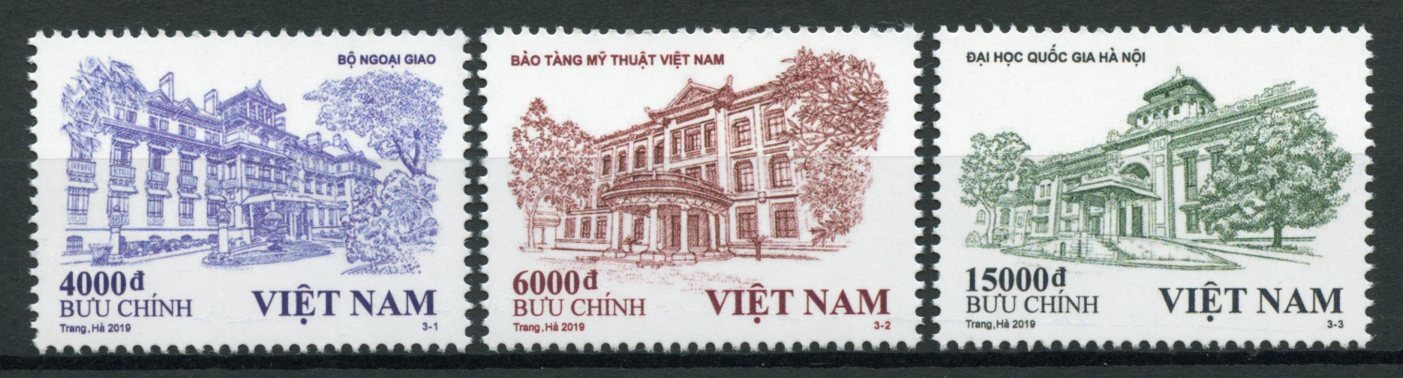 BỘ NGOẠI GIAO
4000đ
BƯU CHÍNH
VIỆT NAM
Trang, Hà 2019
3-1
BẢO TÀNG MỸ THUẬT VIỆT NAM
6000đ
BƯU CHÍNH
VIỆT NAM
Trang, Hà 2019
3-2
ĐẠI HỌC QUỐC GIA HÀ NỘI
15000đ
BƯU CHÍNH
VIỆT NAM
Trang, Hà 2019
3-3